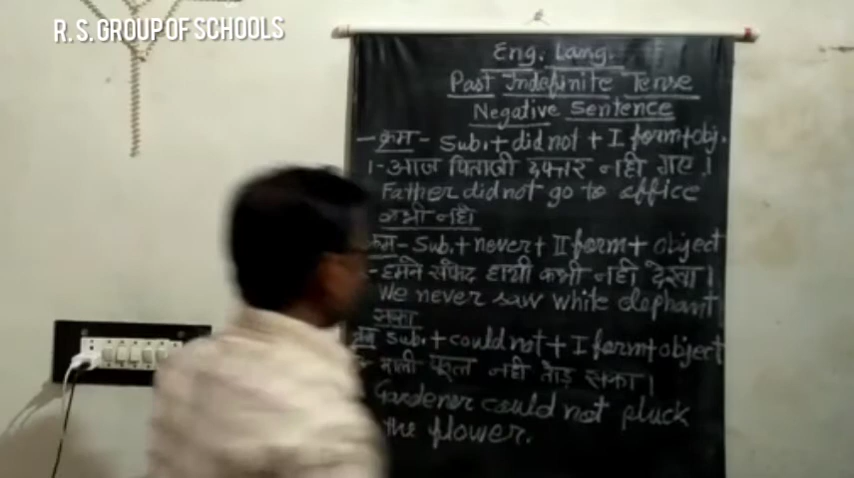 R. S. GROUP OF SCHOOLS
Eng. Lang.
Past Indefinite Tense
Negative Sentence
- क्रम - Sub. + did not + I form + obj.
1 - आज पिताजी दफ्तर नही गए ।
Father did not go to office
कभी नहीं
क्रम - Sub. + never + II form + object
- हमने सफेद हाथी कभी नही देखा ।
We never saw white elephant
सका
Sub. + could not + I form + object
माली फूल नही तोड़ सका ।
Gardener could not pluck
the flower.